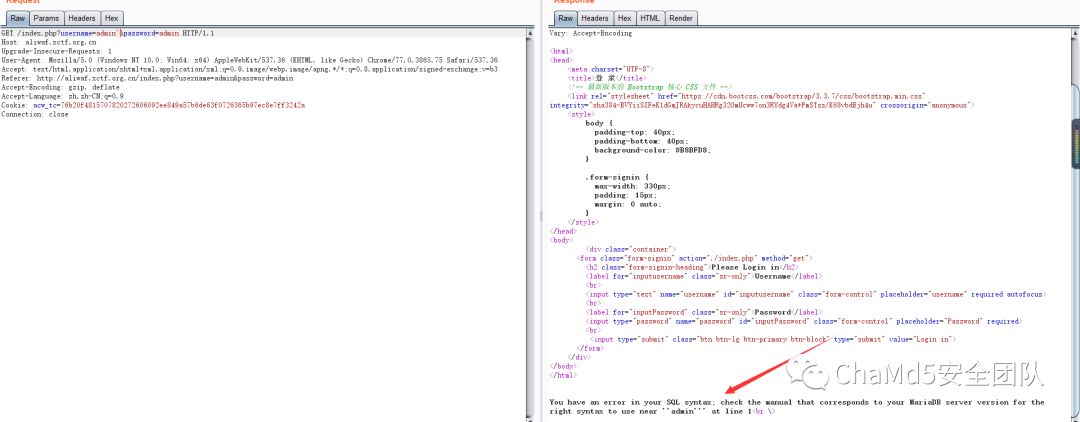 Request
Raw Params Headers Hex
GET /index.php?username=admin'&password=admin HTTP/1.1
Host: aliwaf.xctf.org.cn
Upgrade-Insecure-Requests: 1
User-Agent: Mozilla/5.0 (Windows NT 10.0; Win64; x64) AppleWebKit/537.36 (KHTML, like Gecko) Chrome/77.0.3865.75 Safari/537.36
Accept: text/html,application/xhtml+xml,application/xml;q=0.9,image/webp,image/apng,*/*;q=0.8,application/signed-exchange;v=b3
Referer: http://aliwaf.xctf.org.cn/index.php?username=admin&password=admin
Accept-Encoding: gzip, deflate
Accept-Language: zh,zh-CN;q=0.9
Cookie: acw_tc=76b20f4815707820272606092ee849a57b6de63f0726365b97ec8e7ff3242a
Connection: close
Response
Raw Headers Hex HTML Render
Vary: Accept-Encoding
<html>
<head>
<meta charset="UTF-8">
<title>登 录</title>
<!-- 最新版本的 Bootstrap 核心 CSS 文件 -->
<link rel="stylesheet" href="https://cdn.bootcss.com/bootstrap/3.3.7/css/bootstrap.min.css"
integrity="sha384-BVYiiSIFeK1dGmJRAkycuHAHRg32OmUcww7on3RYdg4Va+PmSTsz/K68vbdEjh4u" crossorigin="anonymous">
<style>
body {
padding-top: 40px;
padding-bottom: 40px;
background-color: #B8BFD8;
}
.form-signin {
max-width: 330px;
padding: 15px;
margin: 0 auto;
}
</style>
</head>
<body>
<div class="container">
<form class="form-signin" action="./index.php" method="get">
<h2 class="form-signin-heading">Please Login in</h2>
<label for="inputusername" class="sr-only">Username</label>
<br>
<input type="text" name="username" id="inputusername" class="form-control" placeholder="username" required autofocus>
<br>
<label for="inputPassword" class="sr-only">Password</label>
<input type="password" name="password" id="inputPassword" class="form-control" placeholder="Password" required>
<br>
<input type="submit" class="btn btn-lg btn-primary btn-block" type="submit" value="Login in">
</form>
</div>
</body>
</html>
You have an error in your SQL syntax; check the manual that corresponds to your MariaDB server version for the
right syntax to use near ''admin''' at line 1<br \>
ChaMd5安全团队